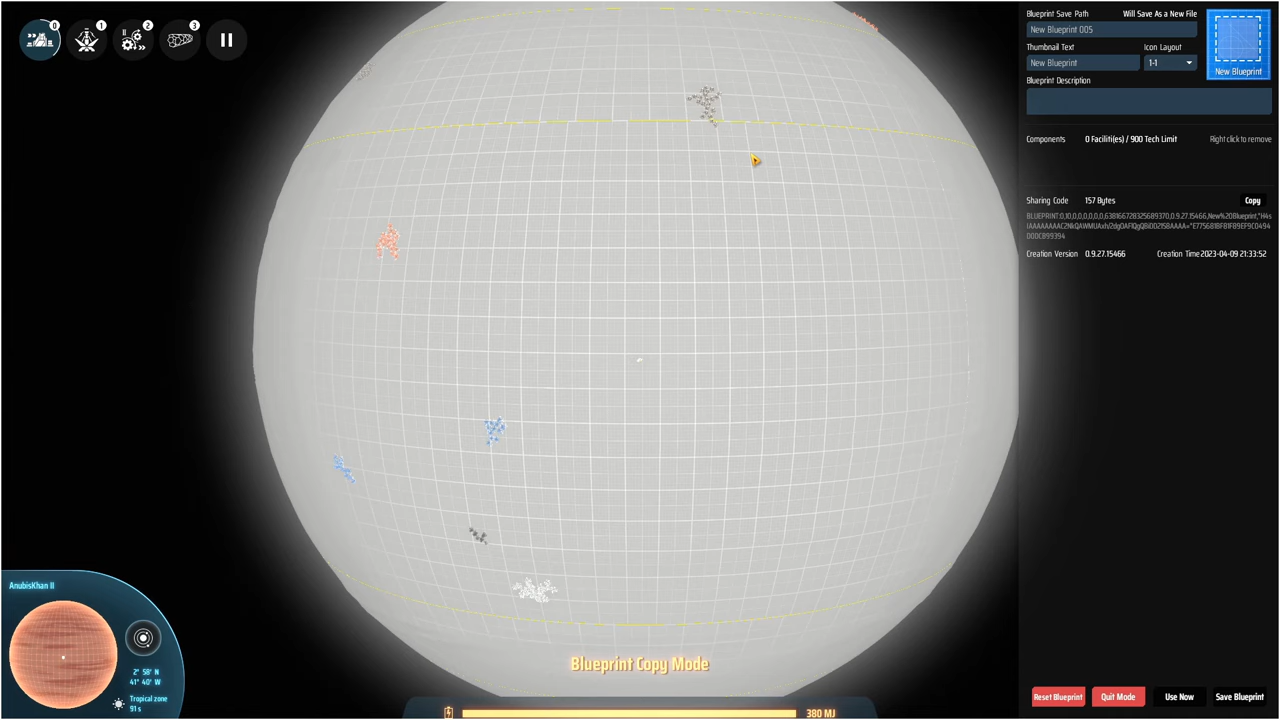 0
1
2
3
Blueprint Save Path Will Save As a New File
New Blueprint 005
Thumbnail Text Icon Layout
New Blueprint 1-1
New Blueprint
Blueprint Description
Components 0 Faciliti(es) / 900 Tech Limit Right click to remove
Sharing Code 157 Bytes Copy
Creation Version 0.9.27.15466 Creation Time 2023-04-09 21:33:52
AnubisKhan II
2° 58' N
41° 40' W
Tropical zone
91 s
Blueprint Copy Mode
380 MJ
Reset Blueprint Quit Mode Use Now Save Blueprint